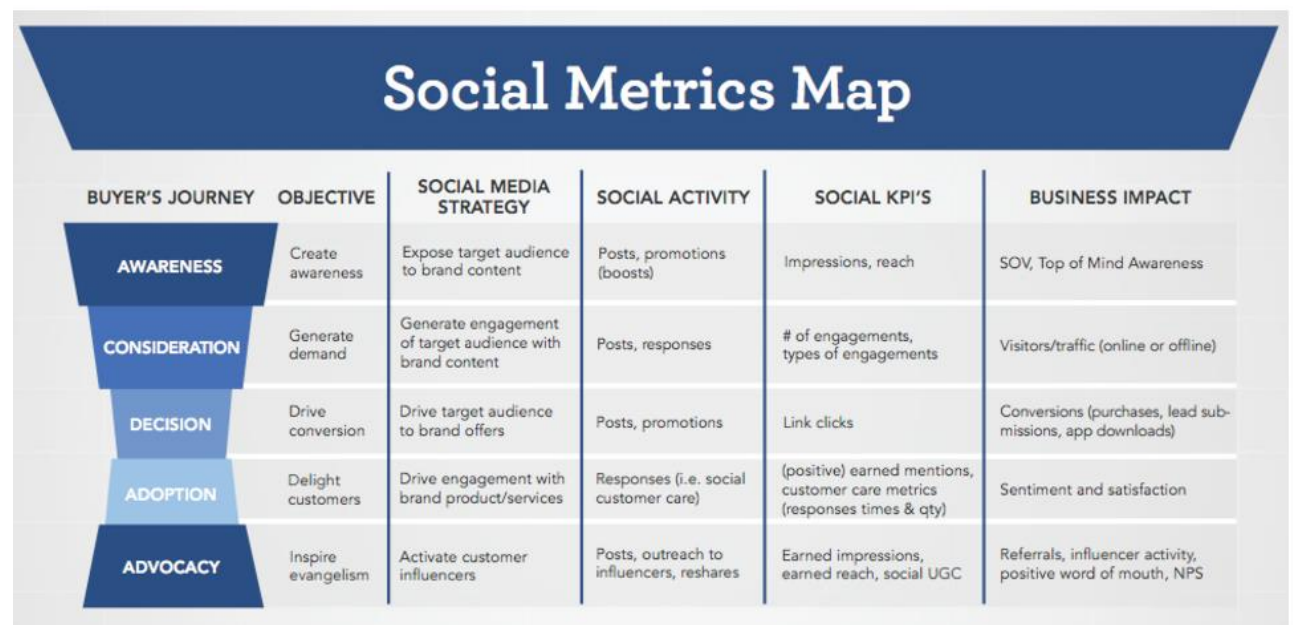 Social Metrics Map
BUYER'S JOURNEY
OBJECTIVE
SOCIAL MEDIA
STRATEGY
SOCIAL ACTIVITY
SOCIAL KPI'S
BUSINESS IMPACT
AWARENESS
Create
awareness
Expose target audience
to brand content
Posts, promotions
(boosts)
Impressions, reach
SOV, Top of Mind Awareness
CONSIDERATION
Generate
demand
Generate engagement
of target audience with
brand content
Posts, responses
# of engagements,
types of engagements
Visitors/traffic (online or offline)
DECISION
Drive
conversion
Drive target audience
to brand offers
Posts, promotions
Link clicks
Conversions (purchases, lead sub-
missions, app downloads)
ADOPTION
Delight
customers
Drive engagement with
brand product/services
Responses (i.e. social
customer care)
(positive) earned mentions,
customer care metrics
(responses times & qty)
Sentiment and satisfaction
ADVOCACY
Inspire
evangelism
Activate customer
influencers
Posts, outreach to
influencers, reshares
Earned impressions,
earned reach, social UGC
Referrals, influencer activity,
positive word of mouth, NPS